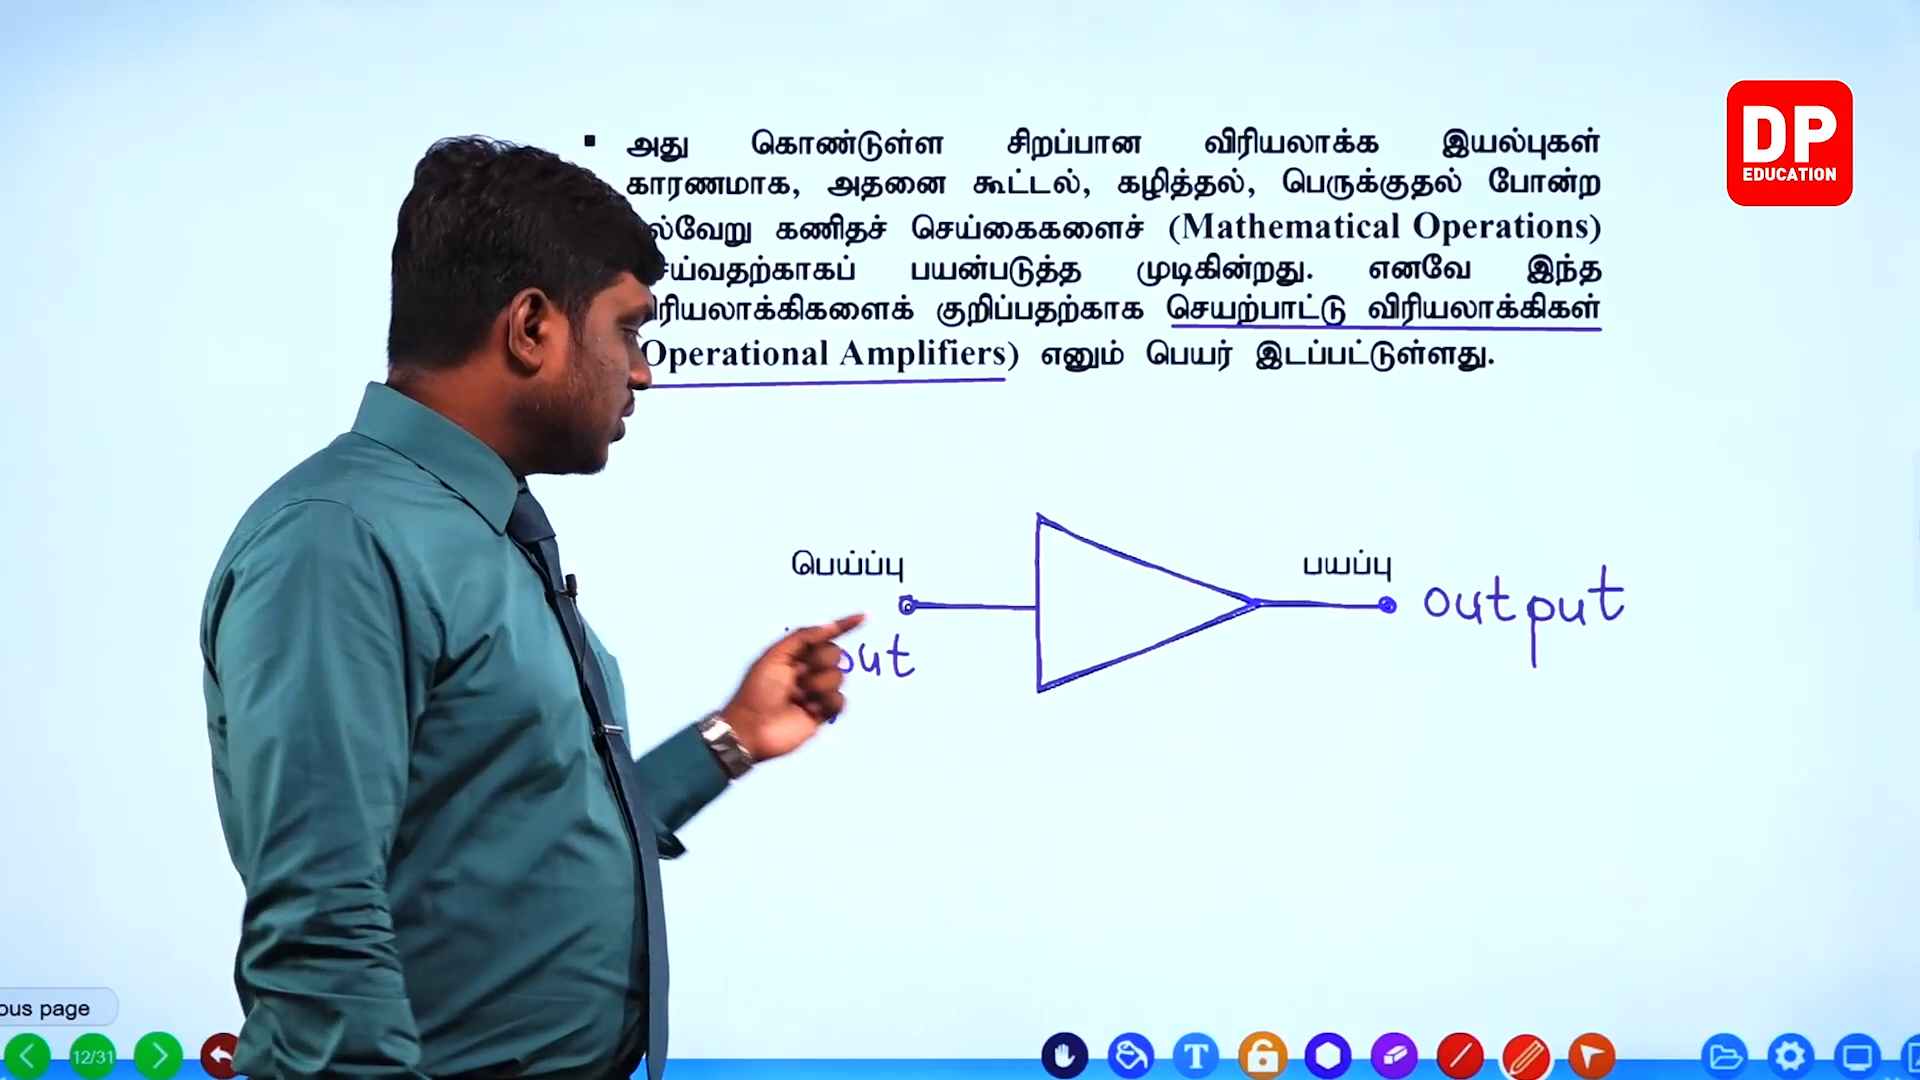 DP
EDUCATION
அது கொண்டுள்ள சிறப்பான விரியலாக்க இயல்புகள்
காரணமாக, அதனை கூட்டல், கழித்தல், பெருக்குதல் போன்ற
கணிதச் செய்கைகளைச் (Mathematical Operations)
பயன்படுத்த முடிகின்றது. எனவே இந்த
குறிப்பதற்காக செயற்பாட்டு விரியலாக்கிகள்
Operational Amplifiers) எனும் பெயர் இடப்பட்டுள்ளது.
பெய்ப்பு
பயப்பு
output
page
12/31
T